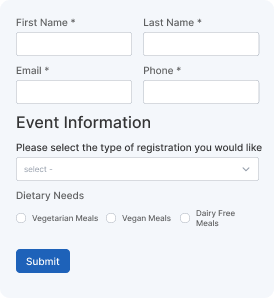 First Name * Last Name *
Email * Phone *
Event Information
Please select the type of registration you would like
select -
Dietary Needs
Vegetarian Meals Vegan Meals Dairy Free
Meals
Submit